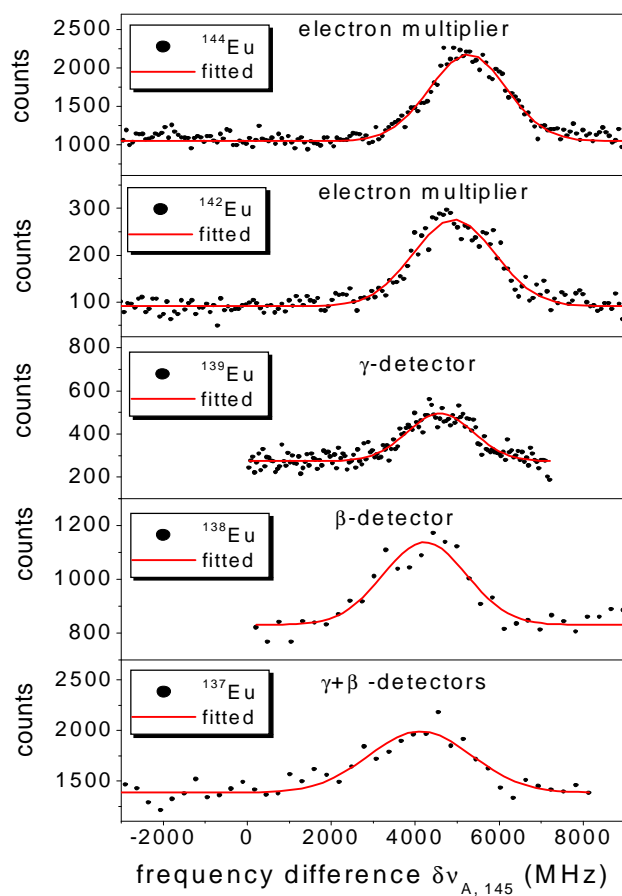 electron multiplier
2500
2000
1500
1000
counts
144Eu
fitted
electron multiplier
300
200
100
counts
142Eu
fitted
γ-detector
800
600
400
200
counts
139Eu
fitted
β-detector
1200
1000
800
counts
138Eu
fitted
γ+β -detectors
2500
2000
1500
counts
137Eu
fitted
-2000 0 2000 4000 6000 8000
frequency difference δνA, 145 (MHz)